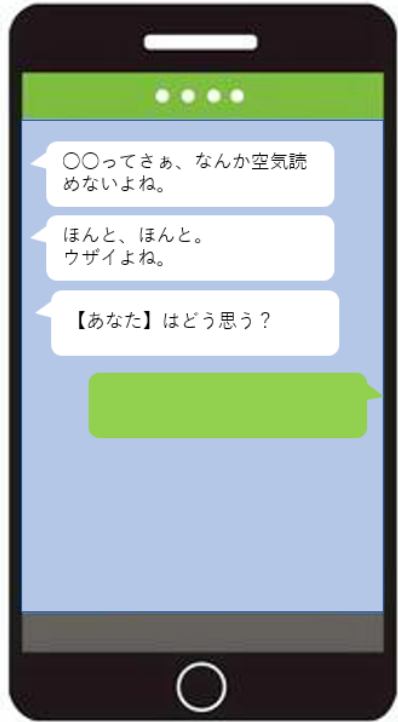 〇〇ってさぁ、なんか空気読
めないよね。
ほんと、ほんと。
ウザイよね。
【あなた】はどう思う？